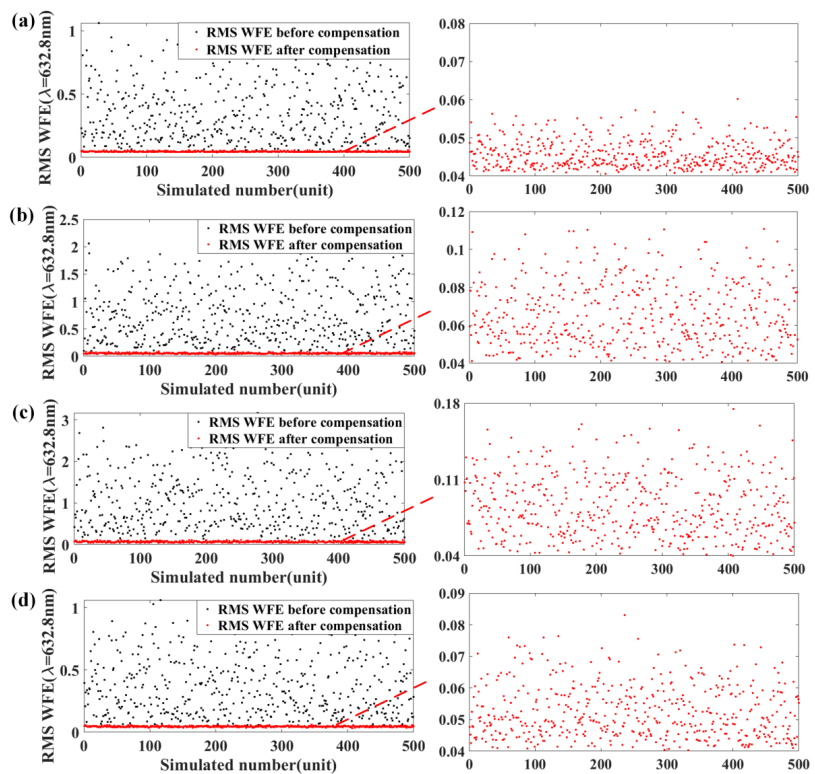 (a)
RMS WFE(λ=632.8nm)
1
0.5
0
RMS WFE before compensation
RMS WFE after compensation
0 100 200 300 400 500
Simulated number(unit)
0.08
0.07
0.06
0.05
0.04
0 100 200 300 400 500
(b)
RMS WFE(λ=632.8nm)
2.5
2
1.5
1
0.5
0
RMS WFE before compensation
RMS WFE after compensation
0 100 200 300 400 500
Simulated number(unit)
0.12
0.1
0.08
0.06
0.04
0 100 200 300 400 500
(c)
RMS WFE(λ=632.8nm)
3
2
1
0
RMS WFE before compensation
RMS WFE after compensation
0 100 200 300 400 500
Simulated number(unit)
0.18
0.11
0.04
0 100 200 300 400 500
(d)
RMS WFE(λ=632.8nm)
1
0.5
0
RMS WFE before compensation
RMS WFE after compensation
0 100 200 300 400 500
Simulated number(unit)
0.09
0.08
0.07
0.06
0.05
0.04
0 100 200 300 400 500